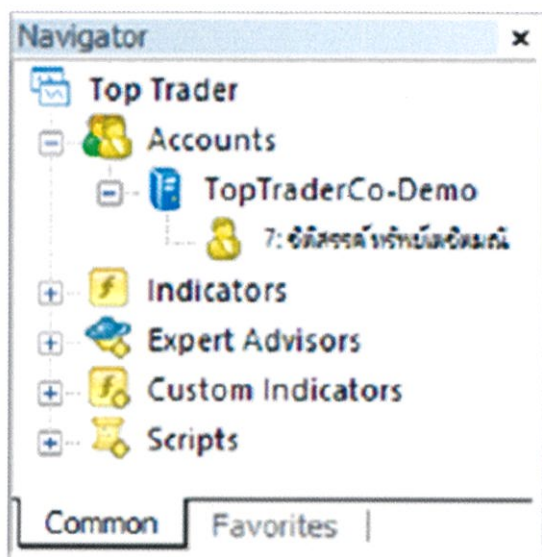 Navigator
Top Trader
Accounts
TopTraderCo-Demo
7:
Indicators
Expert Advisors
Custom Indicators
Scripts
Common Favorites